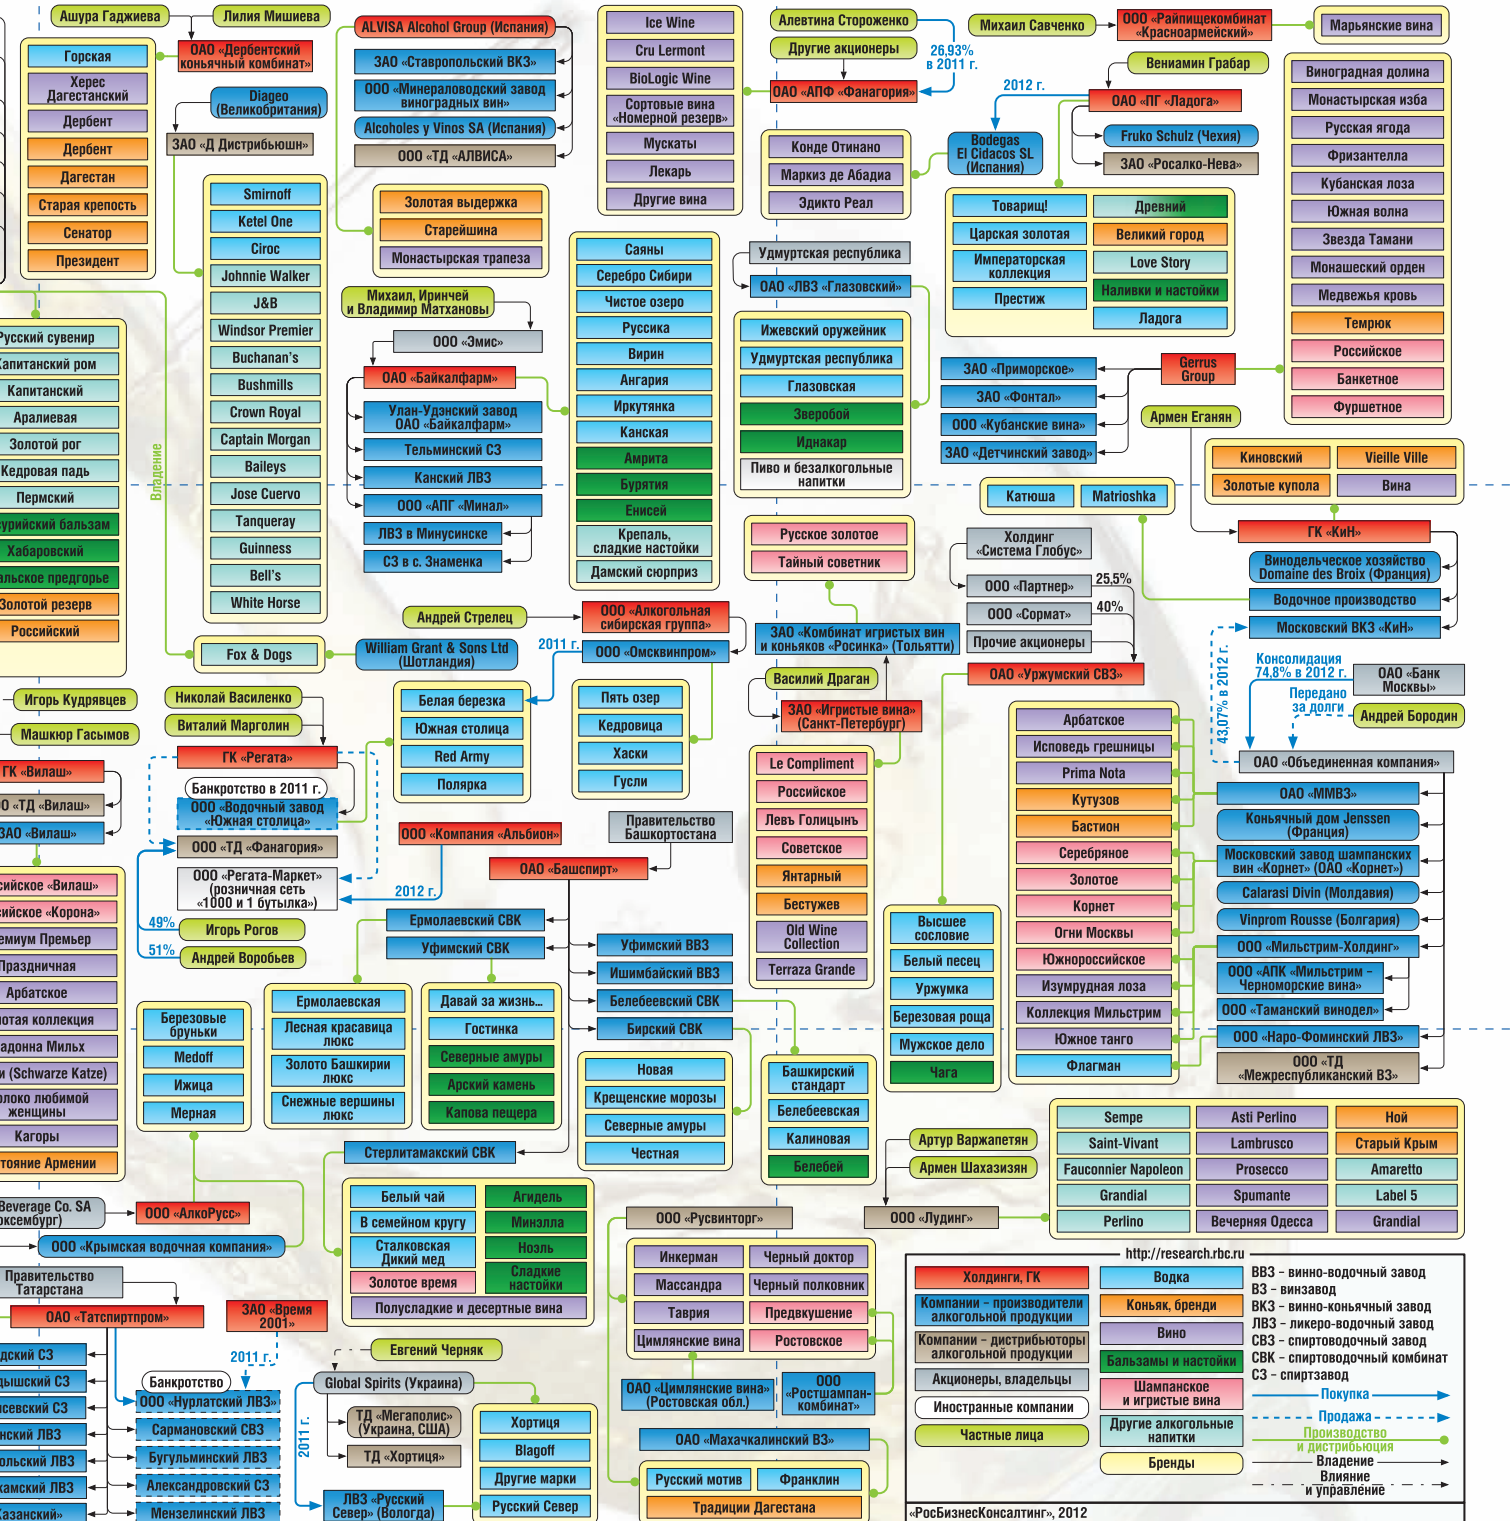 Ашура Гаджиева
Лилия Мишиева
ОАО «Дербентский
коньячный комбинат»
Горская
Херес
Дагестанский
Дербент
Дербент
Дагестан
Старая крепость
Сенатор
Президент
Diageo
(Великобритания)
ЗАО «Д Дистрибьюшн»
Smirnoff
Ketel One
Ciroc
Johnnie Walker
J&B
Windsor Premier
Buchanan's
Bushmills
Crown Royal
Captain Morgan
Baileys
Jose Cuervo
Tanqueray
Guinness
Bell's
White Horse
Владение
Fox & Dogs
William Grant & Sons Ltd
(Шотландия)
ALVISA Alcohol Group (Испания)
ЗАО «Ставропольский ВКЗ»
ООО «Минераловодский завод
виноградных вин»
Alcoholes y Vinos SA (Испания)
ООО «ТД «АЛВИСА»
Золотая выдержка
Старейшина
Монастырская трапеза
Михаил, Иринчей
и Владимир Матхановы
ООО «Эмис»
ОАО «Байкалфарм»
Улан-Удэнский завод
ОАО «Байкалфарм»
Тельминский СЗ
Канский ЛВЗ
ООО «АПГ «Минал»
ЛВЗ в Минусинске
СЗ в с. Знаменка
Саяны
Серебро Сибири
Чистое озеро
Руссика
Вирин
Ангария
Иркутянка
Канская
Амрита
Бурятия
Енисей
Крепаль,
сладкие настойки
Дамский сюрприз
Ice Wine
Cru Lermont
BioLogic Wine
Сортовые вина
«Номерной резерв»
Мускаты
Лекарь
Другие вина
Алевтина Стороженко
Другие акционеры
26,93%
в 2011 г.
ОАО «АПФ «Фанагория»
Конде Отинано
Маркиз де Абадиа
Эдикто Реал
Bodegas
El Cidacos SL
(Испания)
2012 г.
Михаил Савченко
ООО «Райпищекомбинат
«Красноармейский»
Марьянские вина
Вениамин Грабар
ОАО «ПГ «Ладога»
Fruko Schulz (Чехия)
ЗАО «Росалко-Нева»
Товарищ!
Царская золотая
Императорская
коллекция
Престиж
Древний
Великий город
Love Story
Наливки и настойки
Ладога
Виноградная долина
Монастырская изба
Русская ягода
Фризантелла
Кубанская лоза
Южная волна
Звезда Тамани
Монашеский орден
Медвежья кровь
Темрюк
Российское
Банкетное
Фуршетное
Удмуртская республика
ОАО «ЛВЗ «Глазовский»
Ижевский оружейник
Удмуртская республика
Глазовская
Зверобой
Иднакар
Пиво и безалкогольные
напитки
ЗАО «Приморское»
ЗАО «Фонтал»
ООО «Кубанские вина»
ЗАО «Детчинский завод»
Gerrus
Group
Армен Еганян
Киновский
Vieille Ville
Золотые купола
Вина
Катюша
Matrioshka
ГК «КиН»
Винодельческое хозяйство
Domaine des Broix (Франция)
Водочное производство
Московский ВКЗ «КиН»
Русское золотое
Тайный советник
Холдинг
«Система Глобус»
ООО «Партнер»
25,5%
ООО «Сормат»
40%
Прочие акционеры
ОАО «Уржумский СВЗ»
ЗАО «Комбинат игристых вин
и коньяков «Росинка» (Тольятти)
Василий Драган
ЗАО «Игристые вина»
(Санкт-Петербург)
Le Compliment
Российское
Левъ Голицынъ
Советское
Янтарный
Бестужев
Old Wine
Collection
Terraza Grande
Русский сувенир
Капитанский ром
Капитанский
Аралиевая
Золотой рог
Кедровая падь
Пермский
Хабаровский
предгорье
Золотой резерв
Российский
Игорь Кудрявцев
Машкюр Гасымов
ГК «Вилаш»
«ТД «Вилаш»
ЗАО «Вилаш»
«Вилаш»
«Корона»
Премьер
Праздничная
Арбатское
коллекция
Мильх
(Schwarze Katze)
любимой
женщины
Кагоры
Армении
Андрей Стрелец
ООО «Алкогольная
сибирская группа»
ООО «Омсквинпром»
2011 г.
Николай Василенко
Виталий Марголин
ГК «Регата»
Банкротство в 2011 г.
ООО «Водочный завод
«Южная столица»
ООО «ТД «Фанагория»
ООО «Регата-Маркет»
(розничная сеть
«1000 и 1 бутылка»)
49%
Игорь Рогов
51%
Андрей Воробьев
Белая березка
Южная столица
Red Army
Полярка
Пять озер
Кедровица
Хаски
Гусли
ООО «Компания «Альбион»
2012 г.
Правительство
Башкортостана
ОАО «Башспирт»
Ермолаевский СВК
Уфимский СВК
Уфимский ВВЗ
Ишимбайский ВВЗ
Белебеевский СВК
Бирский СВК
Березовые
бруньки
Medoff
Ижица
Мерная
Ермолаевская
Лесная красавица
люкс
Золото Башкирии
люкс
Снежные вершины
люкс
Давай за жизнь...
Гостинка
Северные амуры
Арский камень
Капова пещера
Новая
Крещенские морозы
Северные амуры
Честная
Башкирский
стандарт
Белебеевская
Калиновая
Белебей
Стерлитамакский СВК
Белый чай
В семейном кругу
Сталковская
Дикий мед
Золотое время
Агидель
Минэлла
Ноэль
Сладкие
настойки
Полусладкие и десертные вина
Высшее
сословие
Белый песец
Уржумка
Березовая роща
Мужское дело
Чага
Арбатское
Исповедь грешницы
Prima Nota
Кутузов
Бастион
Серебряное
Золотое
Корнет
Огни Москвы
Южнороссийское
Изумрудная лоза
Коллекция Мильстрим
Южное танго
Флагман
43,07% в 2012 г.
Консолидация
74,8% в 2012 г.
Передано
за долги
ОАО «Банк
Москвы»
Андрей Бородин
ОАО «Объединенная компания»
ОАО «ММВЗ»
Коньячный дом Jenssen
(Франция)
Московский завод шампанских
вин «Корнет» (ОАО «Корнет»)
Calarasi Divin (Молдавия)
Vinprom Rousse (Болгария)
ООО «Мильстрим-Холдинг»
ООО «АПК «Мильстрим –
Черноморские вина»
ООО «Таманский винодел»
ООО «Наро-Фоминский ЛВЗ»
ООО «ТД
«Межреспубликанский ВЗ»
Артур Варжапетян
Армен Шахазизян
ООО «Лудинг»
Sempe
Saint-Vivant
Fauconnier Napoleon
Grandial
Perlino
Asti Perlino
Lambrusco
Prosecco
Spumante
Вечерняя Одесса
Ной
Старый Крым
Amaretto
Label 5
Grandial
Beverage Co. SA
ООО «АлкоРусс»
ООО «Крымская водочная компания»
Правительство
Татарстана
ОАО «Татспиртпром»
ЗАО «Время
2001»
2011 г.
Банкротство
ООО «Нурлатский ЛВЗ»
Сармановский СВЗ
Бугульминский ЛВЗ
Александровский СЗ
Мензелинский ЛВЗ
СЗ
СЗ
СЗ
ЛВЗ
ЛВЗ
ЛВЗ
Евгений Черняк
Global Spirits (Украина)
2011 г.
ТД «Мегаполис»
(Украина, США)
ТД «Хортиця»
ЛВЗ «Русский
Север» (Вологда)
Хортиця
Blagoff
Другие марки
Русский Север
ООО «Русвинторг»
Инкерман
Массандра
Таврия
Цимлянские вина
Черный доктор
Черный полковник
Предвкушение
Ростовское
ОАО «Цимлянские вина»
(Ростовская обл.)
ООО
«Ростшампан-
комбинат»
ОАО «Махачкалинский ВЗ»
Русский мотив
Франклин
Традиции Дагестана
http://research.rbc.ru
Холдинги, ГК
Компании – производители
алкогольной продукции
Компании – дистрибьюторы
алкогольной продукции
Акционеры, владельцы
Иностранные компании
Частные лица
Водка
Коньяк, бренди
Вино
Бальзамы и настойки
Шампанское
и игристые вина
Другие алкогольные
напитки
Бренды
ВВЗ – винно-водочный завод
ВЗ – винзавод
ВКЗ – винно-коньячный завод
ЛВЗ – ликеро-водочный завод
СВЗ – спиртоводочный завод
СВК – спиртоводочный комбинат
СЗ – спиртзавод
Покупка
Продажа
Производство
и дистрибьюция
Владение
Влияние
и управление
«РосБизнесКонсалтинг», 2012